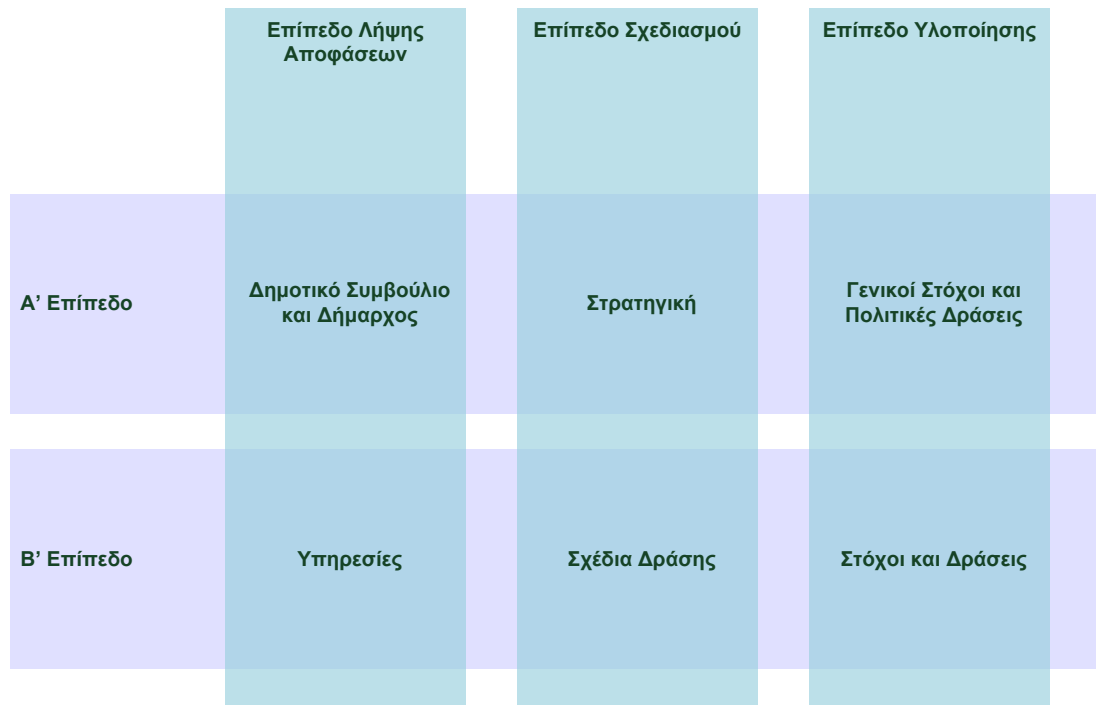 Επίπεδο Λήψης
Αποφάσεων
Επίπεδο Σχεδιασμού
Επίπεδο Υλοποίησης
Α’ Επίπεδο
Δημοτικό Συμβούλιο
και Δήμαρχος
Στρατηγική
Γενικοί Στόχοι και
Πολιτικές Δράσεις
Β’ Επίπεδο
Υπηρεσίες
Σχέδια Δράσης
Στόχοι και Δράσεις